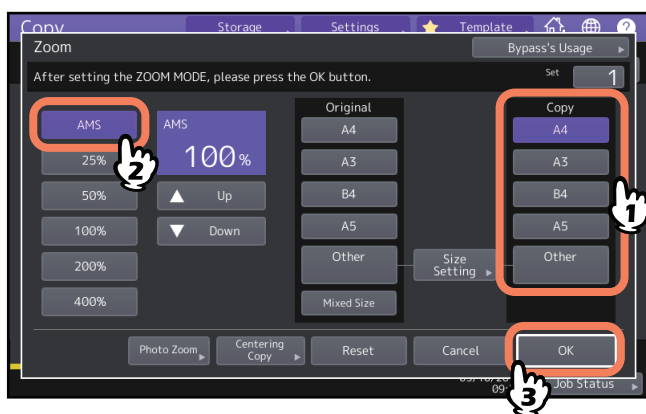 Copy Storage Settings Template ?
Zoom
Bypass's Usage
After setting the ZOOM MODE, please press the OK button.
Set 1
AMS
25%
50%
100%
200%
400%
AMS
100%
Up
Down
Original
A4
A3
B4
A5
Other
Mixed Size
Size
Setting
Copy
A4
A3
B4
A5
Other
1
2
Photo Zoom
Centering
Copy
Reset
Cancel
OK
3
09:
Job Status